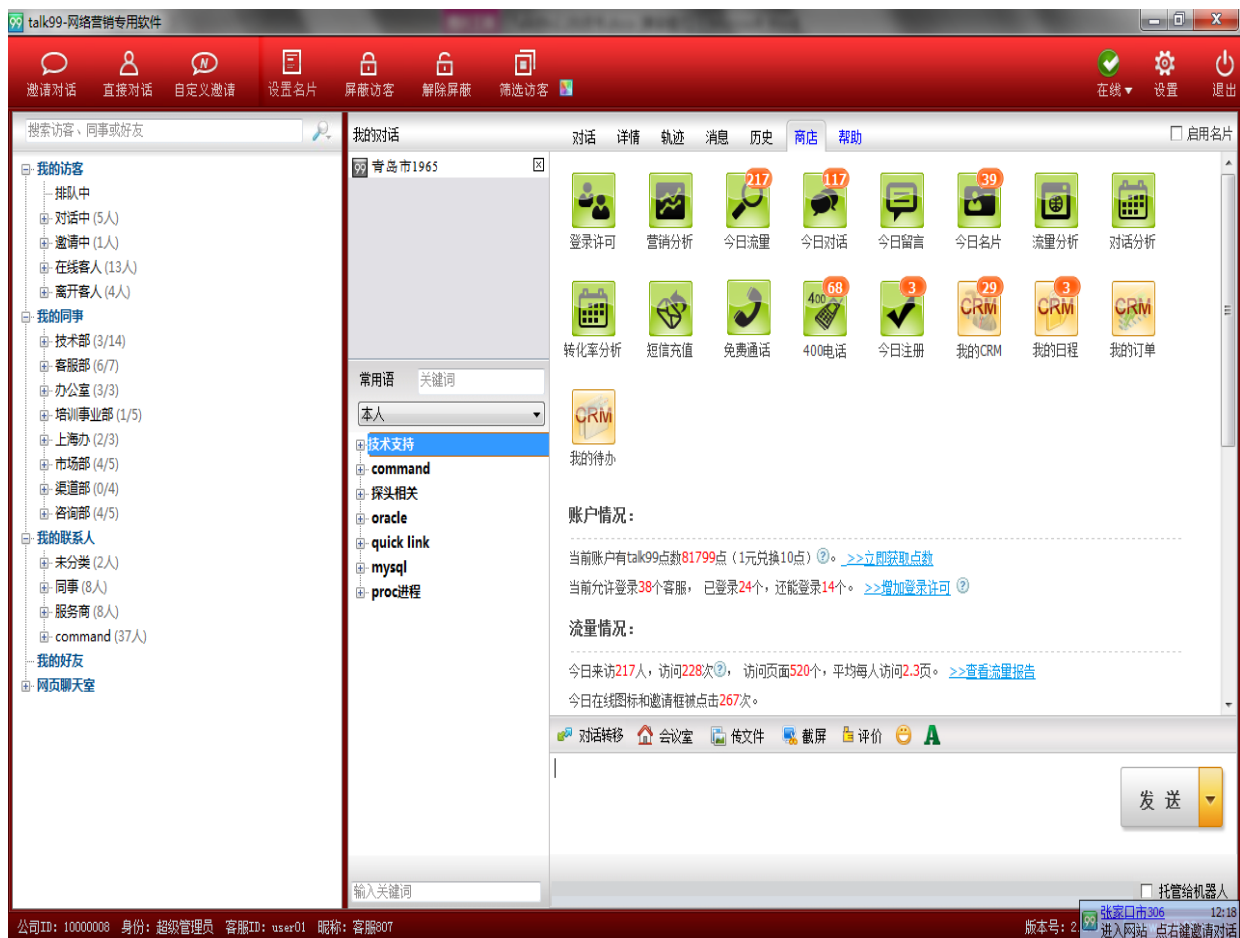 talk99-网络营销专用软件
邀请对话 直接对话 自定义邀请 设置名片 屏蔽访客 解除屏蔽 筛选访客 在线▼ 设置 退出
搜索访客、同事或好友
我的访客
排队中
对话中 (5人)
邀请中 (1人)
在线客人 (13人)
离开客人 (4人)
我的同事
技术部 (3/14)
客服部 (6/7)
办公室 (3/3)
培训事业部 (1/5)
上海办 (2/3)
市场部 (4/5)
渠道部 (0/4)
咨询部 (4/5)
我的联系人
未分类 (2人)
同事 (8人)
服务商 (8人)
command (37人)
我的好友
网页聊天室
我的对话
99 青岛市1965
常用语 关键词
本人
技术支持
command
探头相关
oracle
quick link
mysql
proc进程
输入关键词
对话 详情 轨迹 消息 历史 商店 帮助 启用名片
217 117 39
登录许可 营销分析 今日流量 今日对话 今日留言 今日名片 流量分析 对话分析
400 68 3 CRM 29 CRM 3 CRM
转化率分析 短信充值 免费通话 400电话 今日注册 我的CRM 我的日程 我的订单
CRM
我的待办
账户情况：
当前账户有talk99点数81799点（1元兑换10点）?。 >>立即获取点数
当前允许登录38个客服， 已登录24个，还能登录14个。 >>增加登录许可 ?
流量情况：
今日来访217人，访问228次?， 访问页面520个，平均每人访问2.3页。 >>查看流量报告
今日在线图标和邀请框被点击267次。
对话转移 会议室 传文件 截屏 评价 A
发 送
托管给机器人
公司ID: 10000008 身份: 超级管理员 客服ID: user01 昵称: 客服807 版本号: 2.
99 张家口市306 12:18
进入网站 点右键邀请对话